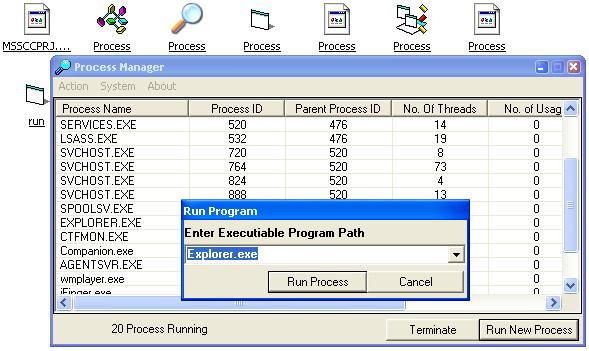 MSSCCPRJ.... Process Process Process Process Process Process
Process Manager
run
Action System About
Process Name Process ID Parent Process ID No. Of Threads No. of Usag
SERVICES.EXE 520 476 14 0
LSASS.EXE 532 476 19 0
SVCHOST.EXE 720 520 8 0
SVCHOST.EXE 764 520 73 0
SVCHOST.EXE 824 520 4 0
SVCHOST.EXE 888 520 13 0
SPOOLSV.EXE 0
EXPLORER.EXE 0
CTFMON.EXE 0
Companion.exe 0
AGENTSVR.EXE 0
wmplayer.exe 0
iFinger.exe
Run Program
Enter Executiable Program Path
Explorer.exe
Run Process Cancel
20 Process Running Terminate Run New Process